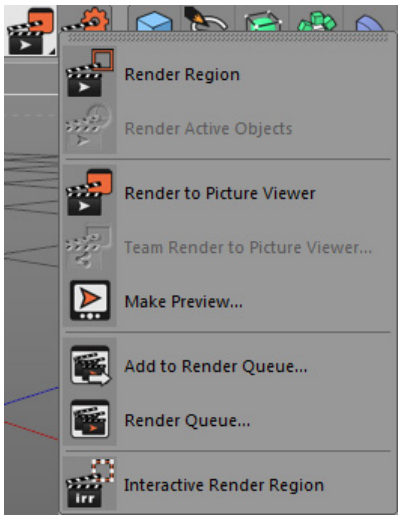 Render Region
Render Active Objects
Render to Picture Viewer
Team Render to Picture Viewer...
Make Preview...
Add to Render Queue...
Render Queue...
irr
Interactive Render Region